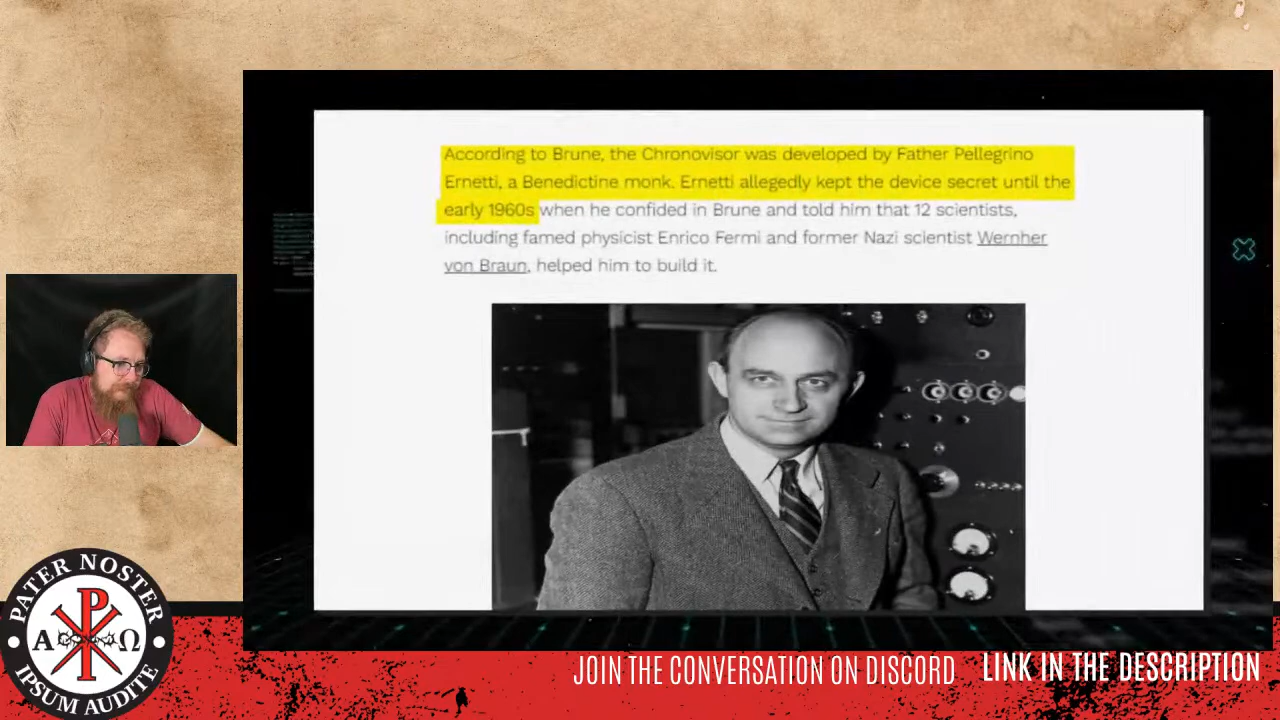 According to Brune, the Chronovisor was developed by Father Pellegrino
Ernetti, a Benedictine monk. Ernetti allegedly kept the device secret until the
early 1960s when he confided in Brune and told him that 12 scientists,
including famed physicist Enrico Fermi and former Nazi scientist Wernher
von Braun, helped him to build it.
PATER NOSTER
A Ω
IPSUM AUDITE
JOIN THE CONVERSATION ON DISCORD
LINK IN THE DESCRIPTION